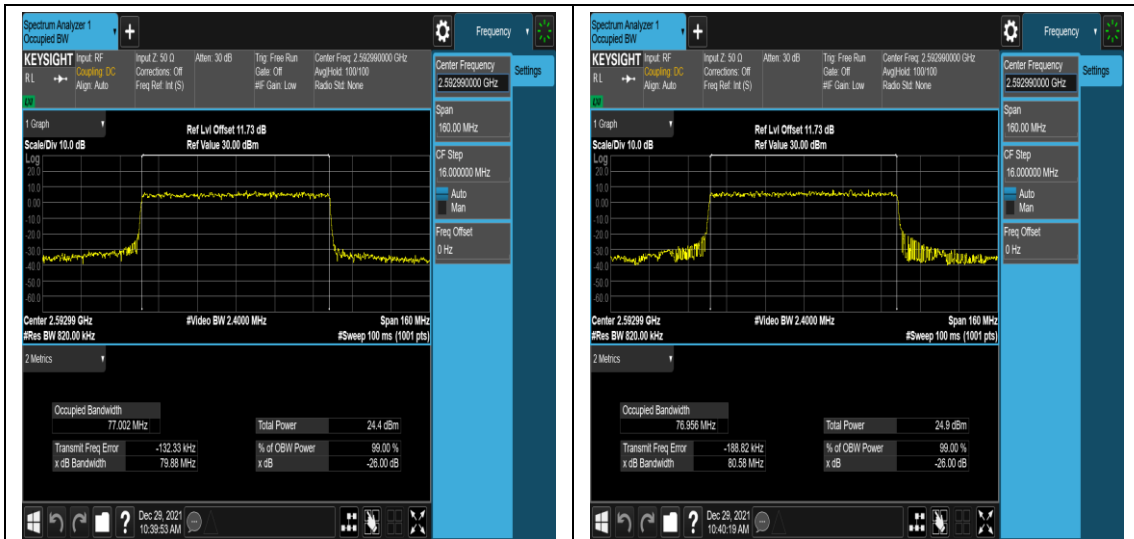 Spectrum Analyzer 1
Occupied BW
+
Frequency
KEYSIGHT
Input: RF
Input Z: 50 Ω
Atten: 30 dB
Trig: Free Run
Center Freq: 2.592990000 GHz
RL
Coupling: DC
Corrections: Off
Gate: Off
Avg|Hold: 100/100
Align: Auto
Freq Ref: Int (S)
#IF Gain: Low
Radio Std: None
Center Frequency
2.592990000 GHz
Settings
Span
160.00 MHz
CF Step
16.000000 MHz
Auto
Man
Freq Offset
0 Hz
1 Graph
Ref Lvl Offset 11.73 dB
Scale/Div 10.0 dB
Ref Value 30.00 dBm
Log
20.0
10.0
0.00
-10.0
-20.0
-30.0
-40.0
-50.0
-60.0
Center 2.59299 GHz
#Video BW 2.4000 MHz
Span 160 MHz
#Res BW 820.00 kHz
#Sweep 100 ms (1001 pts)
2 Metrics
Occupied Bandwidth
77.002 MHz
Total Power 24.4 dBm
Transmit Freq Error -132.33 kHz
% of OBW Power 99.00 %
x dB Bandwidth 79.88 MHz
x dB -26.00 dB
?
Dec 29, 2021
10:39:53 AM
Spectrum Analyzer 1
Occupied BW
+
Frequency
KEYSIGHT
Input: RF
Input Z: 50 Ω
Atten: 30 dB
Trig: Free Run
Center Freq: 2.592990000 GHz
RL
Coupling: DC
Corrections: Off
Gate: Off
Avg|Hold: 100/100
Align: Auto
Freq Ref: Int (S)
#IF Gain: Low
Radio Std: None
Center Frequency
2.592990000 GHz
Settings
Span
160.00 MHz
CF Step
16.000000 MHz
Auto
Man
Freq Offset
0 Hz
1 Graph
Ref Lvl Offset 11.73 dB
Scale/Div 10.0 dB
Ref Value 30.00 dBm
Log
20.0
10.0
0.00
-10.0
-20.0
-30.0
-40.0
-50.0
-60.0
Center 2.59299 GHz
#Video BW 2.4000 MHz
Span 160 MHz
#Res BW 820.00 kHz
#Sweep 100 ms (1001 pts)
2 Metrics
Occupied Bandwidth
76.956 MHz
Total Power 24.9 dBm
Transmit Freq Error -188.82 kHz
% of OBW Power 99.00 %
x dB Bandwidth 80.58 MHz
x dB -26.00 dB
?
Dec 29, 2021
10:40:19 AM